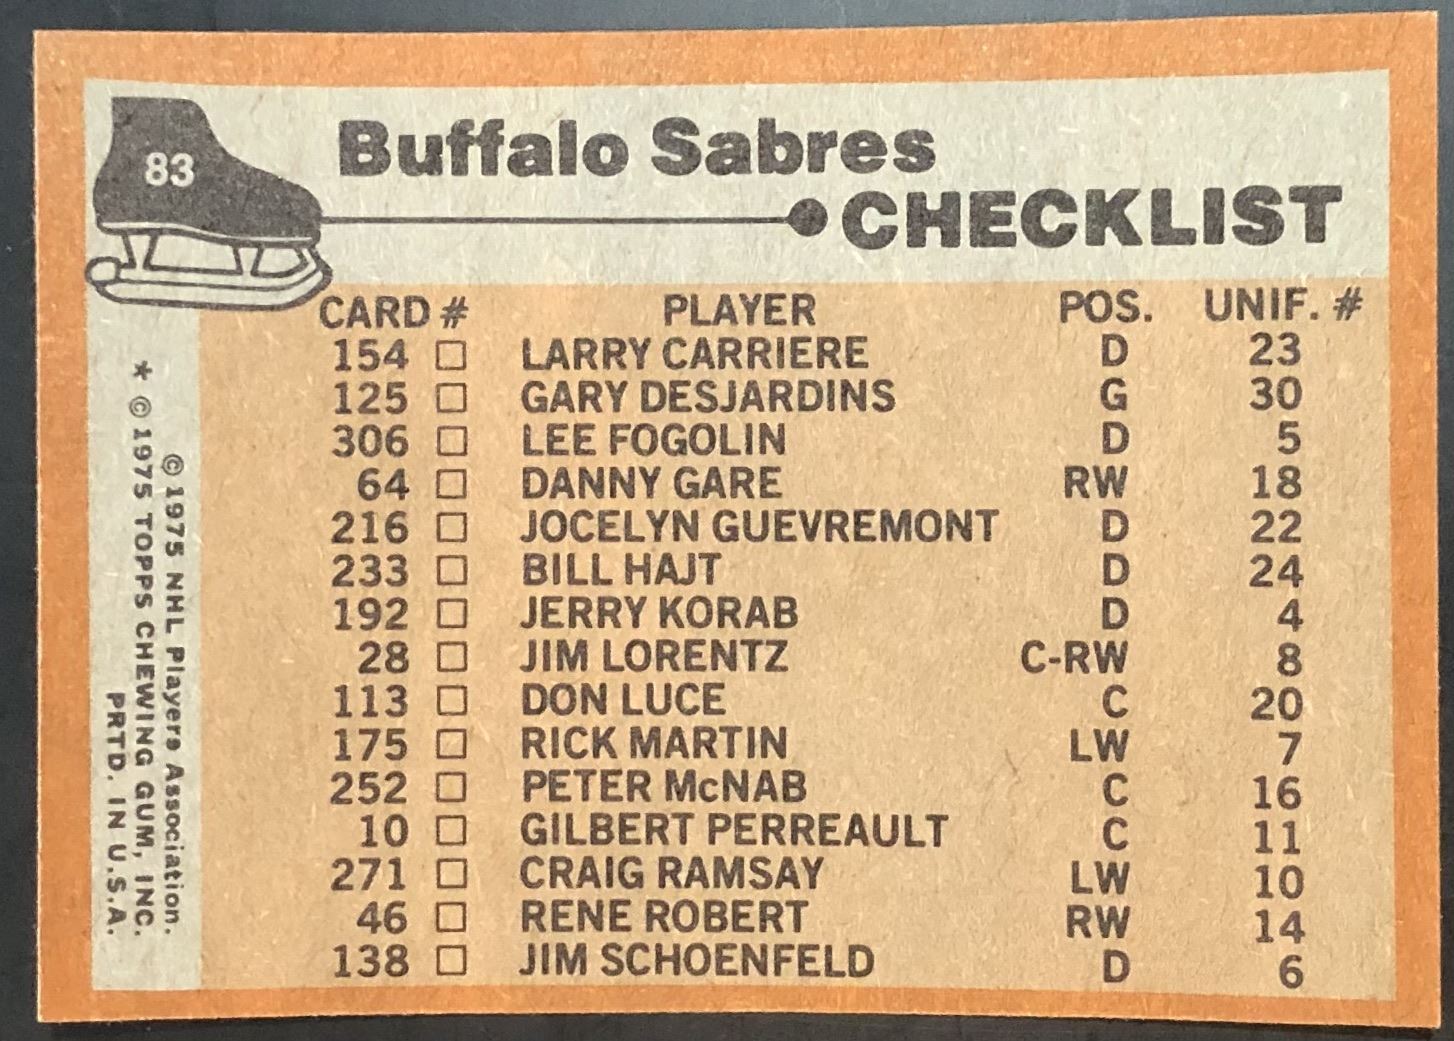 83
Buffalo Sabres
CHECKLIST
CARD # PLAYER POS. UNIF. #
154 □ LARRY CARRIERE D 23
125 □ GARY DESJARDINS G 30
306 □ LEE FOGOLIN D 5
64 □ DANNY GARE RW 18
216 □ JOCELYN GUEVREMONT D 22
233 □ BILL HAJT D 24
192 □ JERRY KORAB D 4
28 □ JIM LORENTZ C-RW 8
113 □ DON LUCE C 20
175 □ RICK MARTIN LW 7
252 □ PETER McNAB C 16
10 □ GILBERT PERREAULT C 11
271 □ CRAIG RAMSAY LW 10
46 □ RENE ROBERT RW 14
138 □ JIM SCHOENFELD D 6
© 1975 NHL Players Association.
* © 1975 TOPPS CHEWING GUM, INC.
PRTD. IN U.S.A.